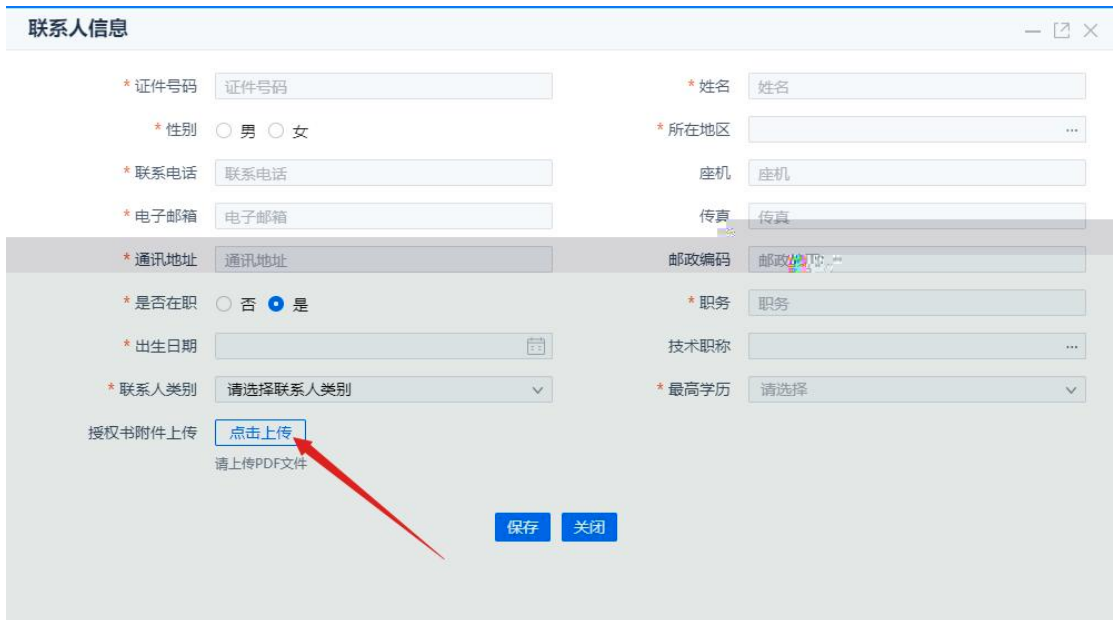 联系人信息
* 证件号码 证件号码 * 姓名 姓名
* 性别 男 女 * 所在地区 ...
* 联系电话 联系电话 座机 座机
* 电子邮箱 电子邮箱 传真 传真
* 通讯地址 通讯地址 邮政编码 邮政
* 是否在职 否 是 * 职务 职务
* 出生日期 技术职称 ...
* 联系人类别 请选择联系人类别 * 最高学历 请选择
授权书附件上传 点击上传
请上传PDF文件
保存 关闭